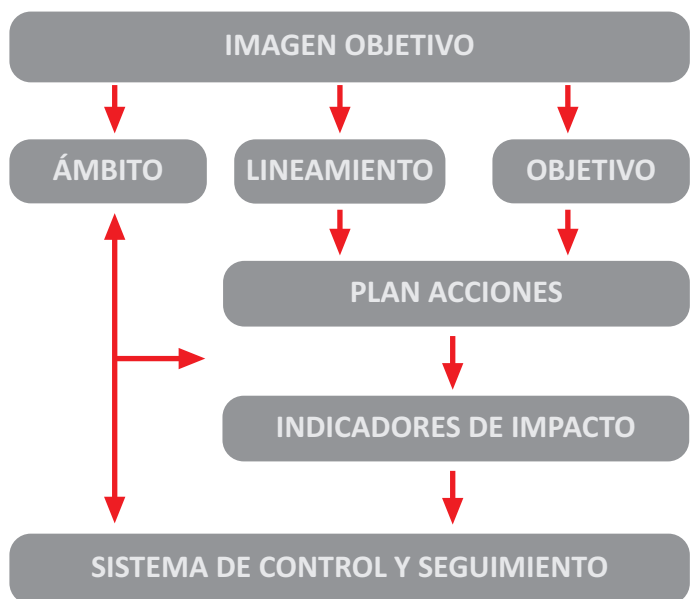 IMAGEN OBJETIVO
ÁMBITO
LINEAMIENTO
OBJETIVO
PLAN ACCIONES
INDICADORES DE IMPACTO
SISTEMA DE CONTROL Y SEGUIMIENTO